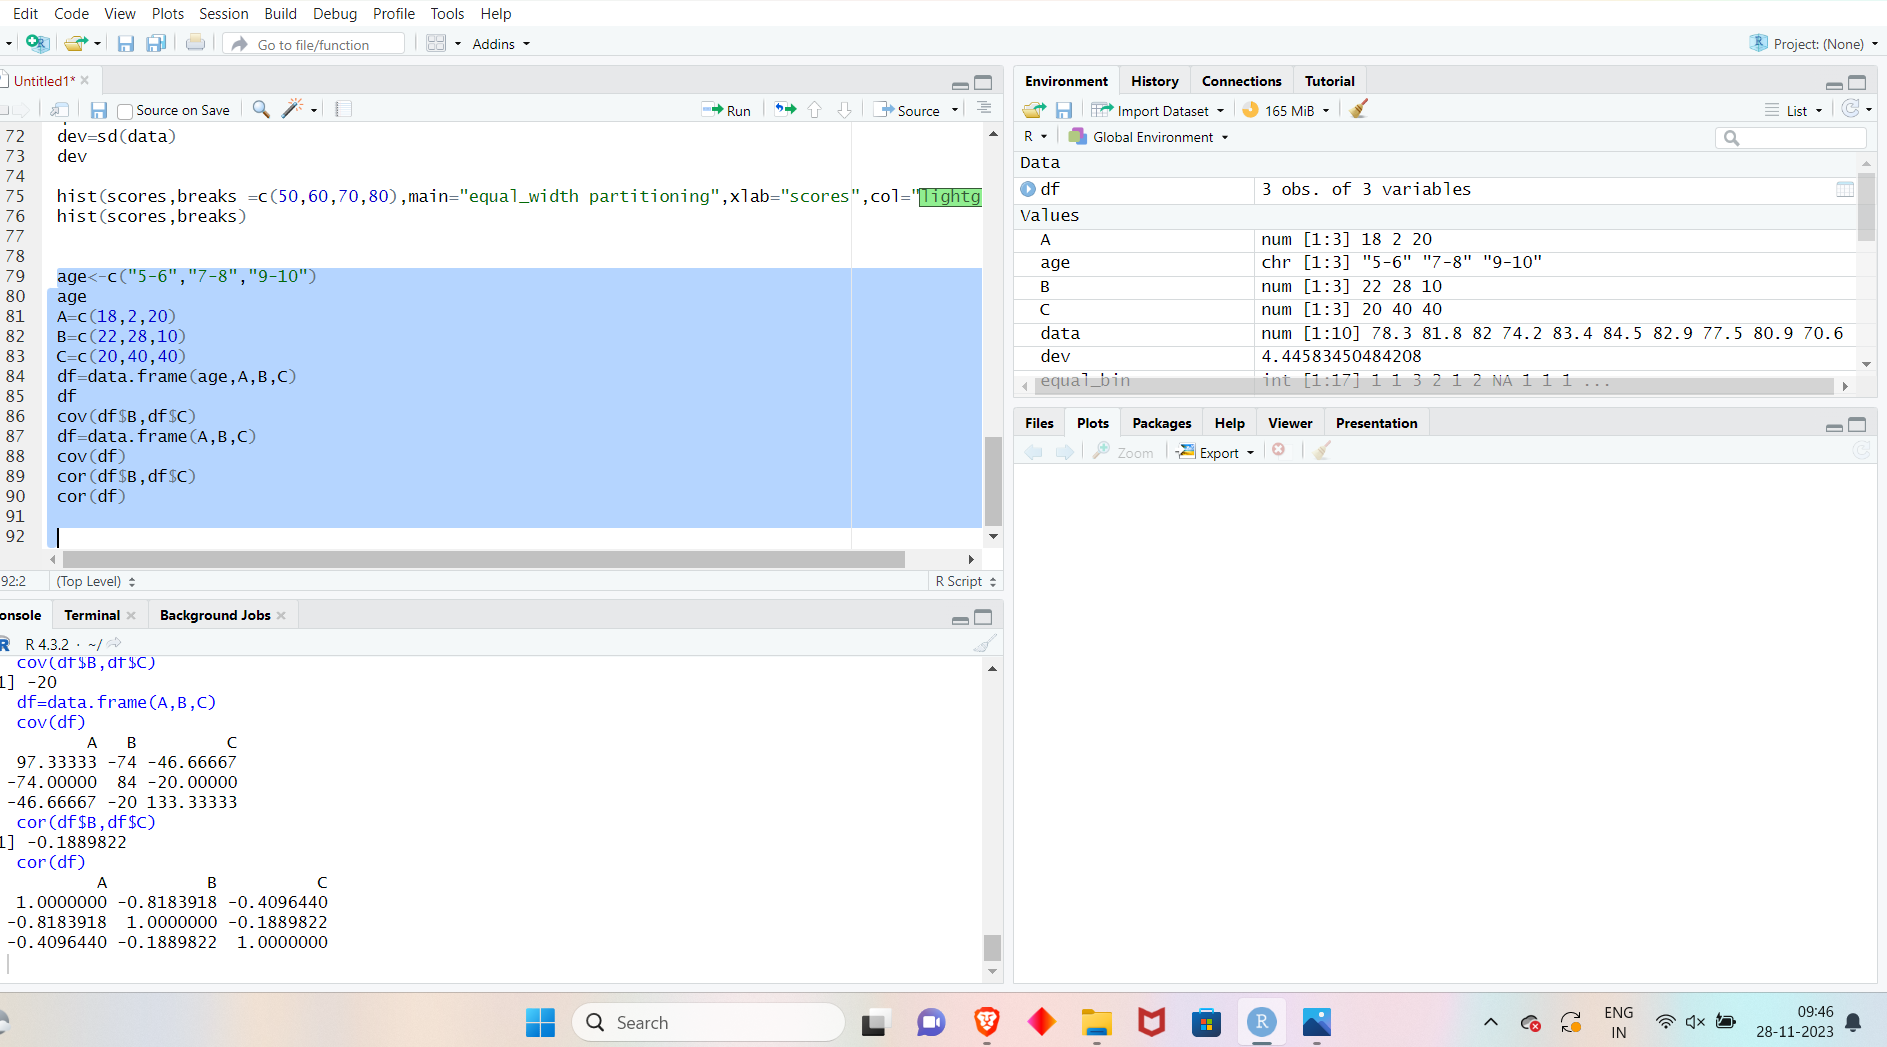 Edit Code View Plots Session Build Debug Profile Tools Help
Go to file/function Addins Project: (None)
Untitled1*
Source on Save Run Source
72 dev=sd(data)
73 dev
74
75 hist(scores,breaks =c(50,60,70,80),main="equal_width partitioning",xlab="scores",col="lightg
76 hist(scores,breaks)
77
78
79 age<-c("5-6","7-8","9-10")
80 age
81 A=c(18,2,20)
82 B=c(22,28,10)
83 C=c(20,40,40)
84 df=data.frame(age,A,B,C)
85 df
86 cov(df$B,df$C)
87 df=data.frame(A,B,C)
88 cov(df)
89 cor(df$B,df$C)
90 cor(df)
91
92
92:2 (Top Level) R Script
onsole Terminal Background Jobs
R R 4.3.2 · ~/
cov(df$B,df$C)
1] -20
df=data.frame(A,B,C)
cov(df)
A B C
97.33333 -74 -46.66667
-74.00000 84 -20.00000
-46.66667 -20 133.33333
cor(df$B,df$C)
1] -0.1889822
cor(df)
A B C
1.0000000 -0.8183918 -0.4096440
-0.8183918 1.0000000 -0.1889822
-0.4096440 -0.1889822 1.0000000
Environment History Connections Tutorial
Import Dataset 165 MiB List
R Global Environment
Data
df 3 obs. of 3 variables
Values
A num [1:3] 18 2 20
age chr [1:3] "5-6" "7-8" "9-10"
B num [1:3] 22 28 10
C num [1:3] 20 40 40
data num [1:10] 78.3 81.8 82 74.2 83.4 84.5 82.9 77.5 80.9 70.6
dev 4.44583450484208
equal_bin int [1:17] 1 1 3 2 1 2 NA 1 1 1 ...
Files Plots Packages Help Viewer Presentation
Zoom Export
Search
R
ENG
IN
09:46
28-11-2023